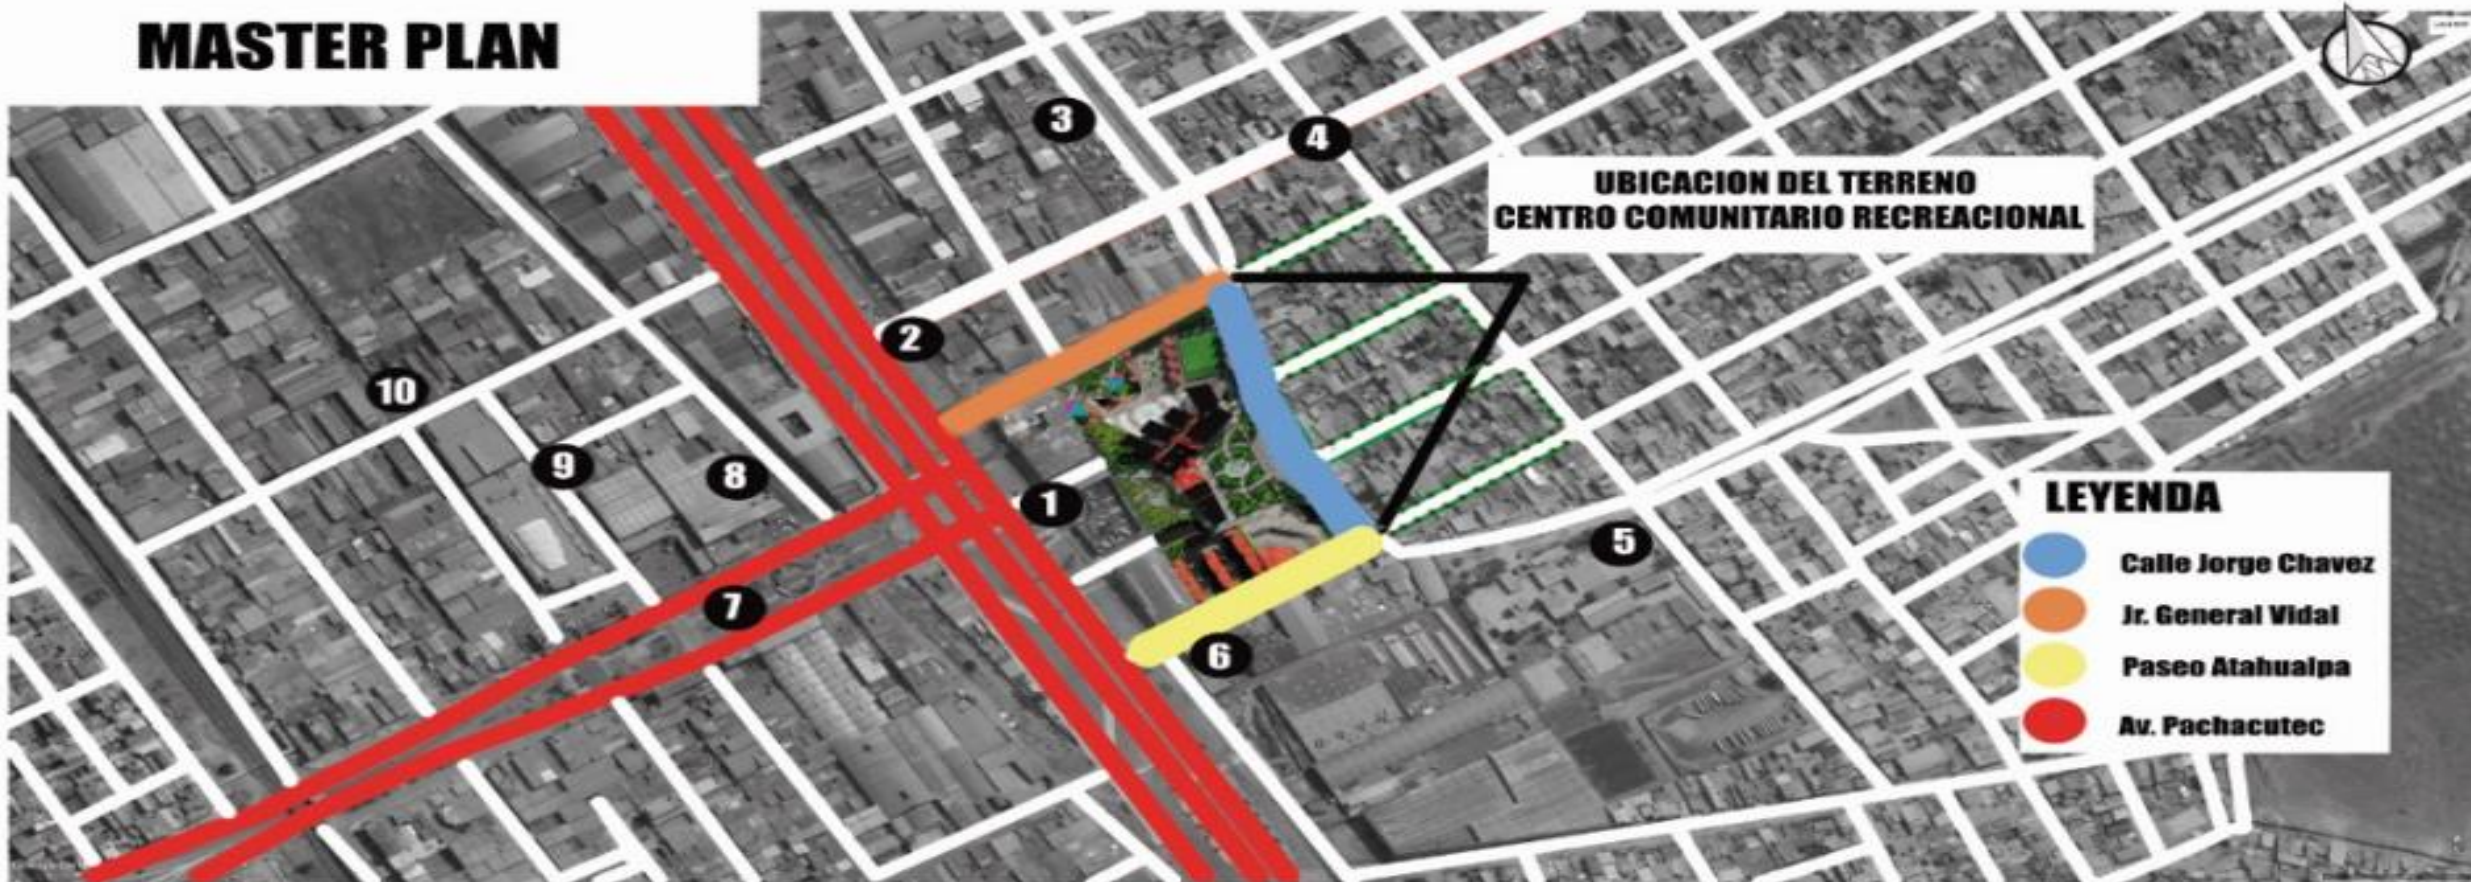 MASTER PLAN
3
4
UBICACION DEL TERRENO
CENTRO COMUNITARIO RECREACIONAL
2
10
9
8
1
5
7
6
LEYENDA
Calle Jorge Chavez
Jr. General Vidal
Paseo Atahualpa
Av. Pachacutec